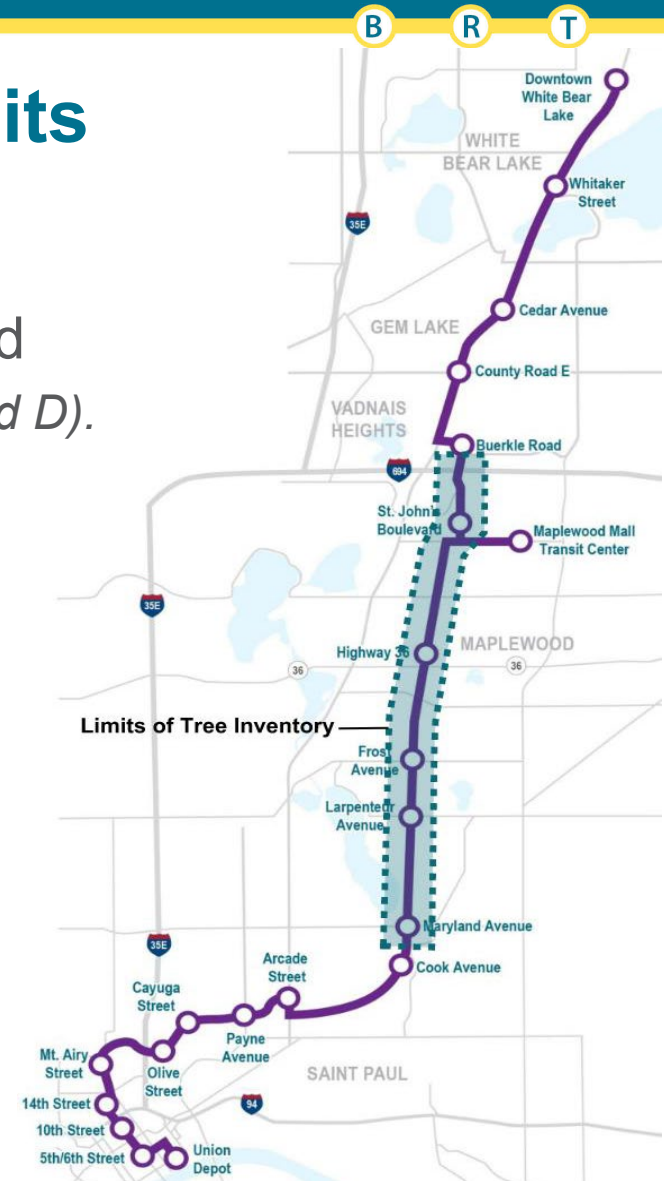 B R T
its
d
d D).
Downtown
White Bear
Lake
WHITE
BEAR LAKE
Whitaker
Street
35E
Cedar Avenue
GEM LAKE
County Road E
VADNAIS
HEIGHTS
Buerkle Road
694
St. John's
Boulevard
Maplewood Mall
Transit Center
35E
Highway 36
MAPLEWOOD
36
36
Limits of Tree Inventory
Frost
Avenue
Larpenteur
Avenue
Maryland Avenue
35E
Arcade
Street
Cook Avenue
Cayuga
Street
Payne
Avenue
Mt. Airy
Street
Olive
Street
SAINT PAUL
14th Street
94
10th Street
5th/6th Street
Union
Depot